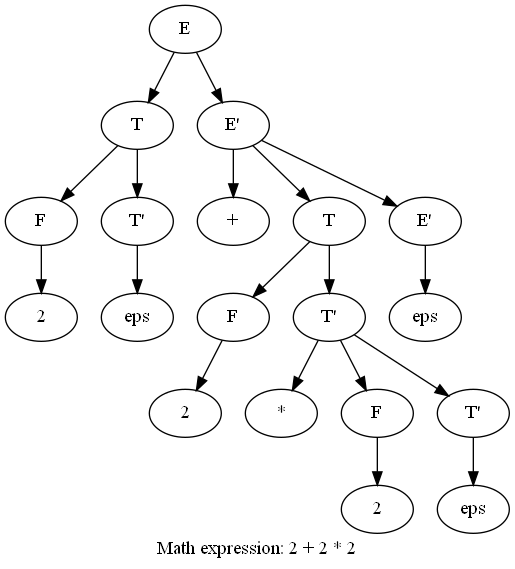 E
T E'
F T' + T E'
2 eps F T' eps
2 * F T'
2 eps
Math expression: 2 + 2 * 2